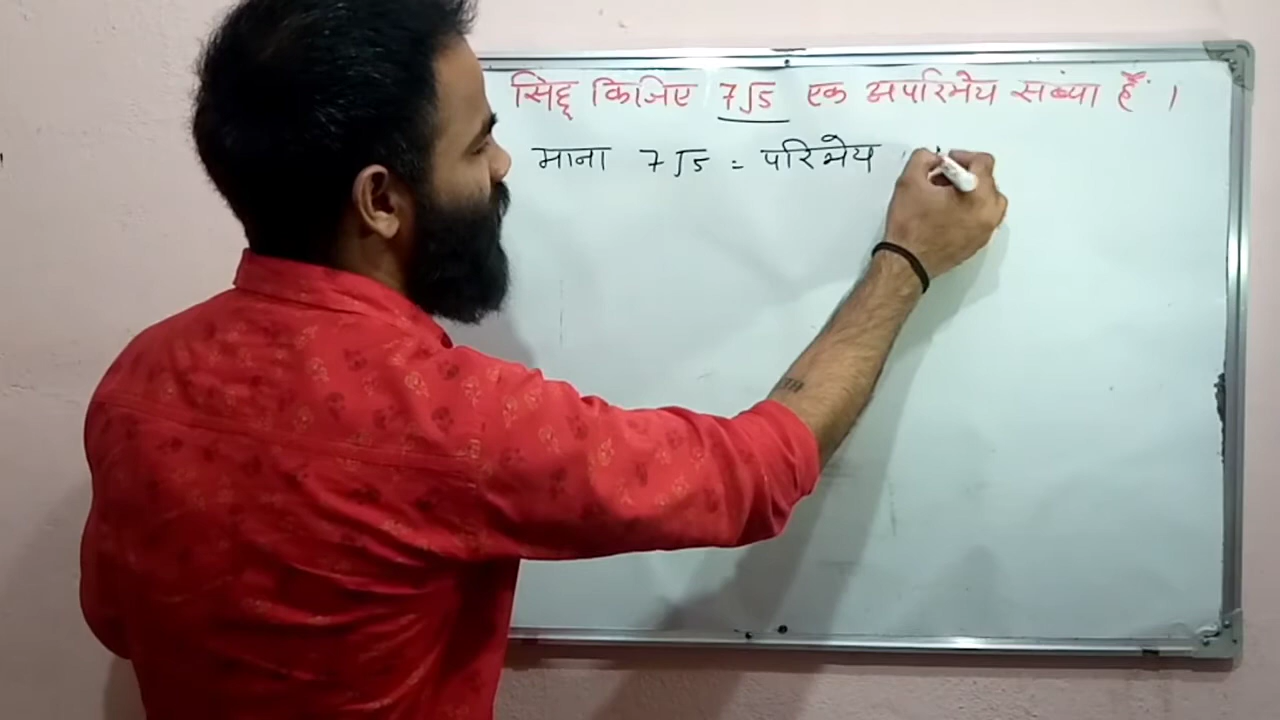 सिद्द किजिए 7√5 एक अपरिमेय संख्या हैं ।
माना 7√5 = परिमेय